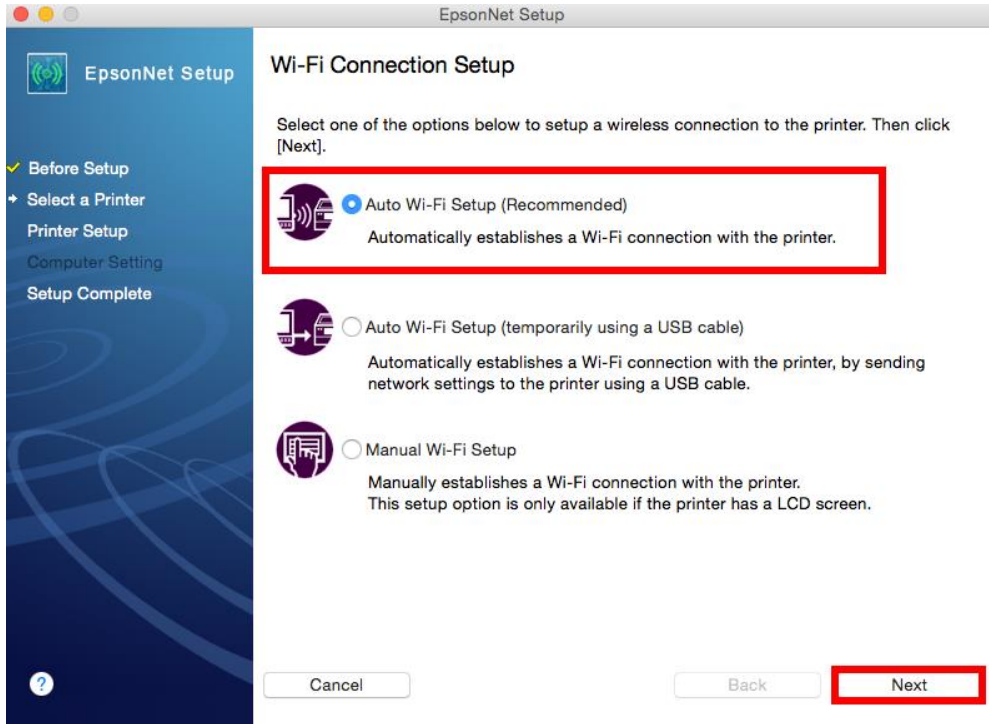 EpsonNet Setup
EpsonNet Setup
Before Setup
Select a Printer
Printer Setup
Computer Setting
Setup Complete
Wi-Fi Connection Setup
Select one of the options below to setup a wireless connection to the printer. Then click
[Next].
Auto Wi-Fi Setup (Recommended)
Automatically establishes a Wi-Fi connection with the printer.
Auto Wi-Fi Setup (temporarily using a USB cable)
Automatically establishes a Wi-Fi connection with the printer, by sending
network settings to the printer using a USB cable.
Manual Wi-Fi Setup
Manually establishes a Wi-Fi connection with the printer.
This setup option is only available if the printer has a LCD screen.
?
Cancel
Back
Next